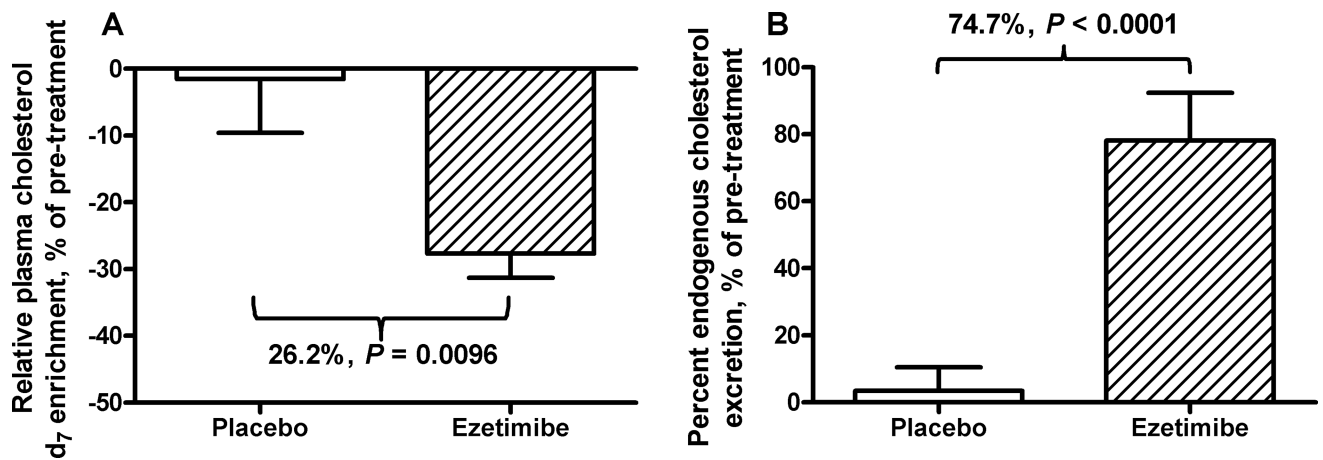 A
Relative plasma cholesterol
d7 enrichment, % of pre-treatment
0
-10
-20
-30
-40
-50
26.2%, P = 0.0096
Placebo
Ezetimibe
B
74.7%, P < 0.0001
Percent endogenous cholesterol
excretion, % of pre-treatment
100
80
60
40
20
0
Placebo
Ezetimibe